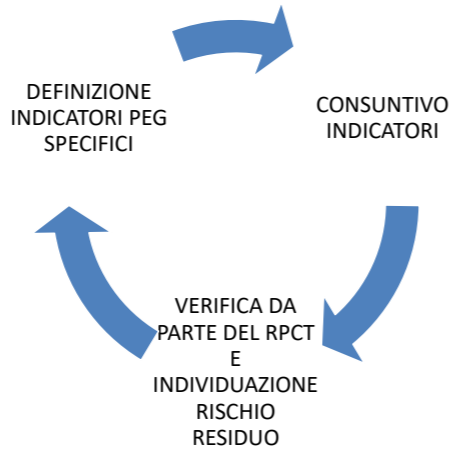 DEFINIZIONE
INDICATORI PEG
SPECIFICI
CONSUNTIVO
INDICATORI
VERIFICA DA
PARTE DEL RPCT
E
INDIVIDUAZIONE
RISCHIO
RESIDUO